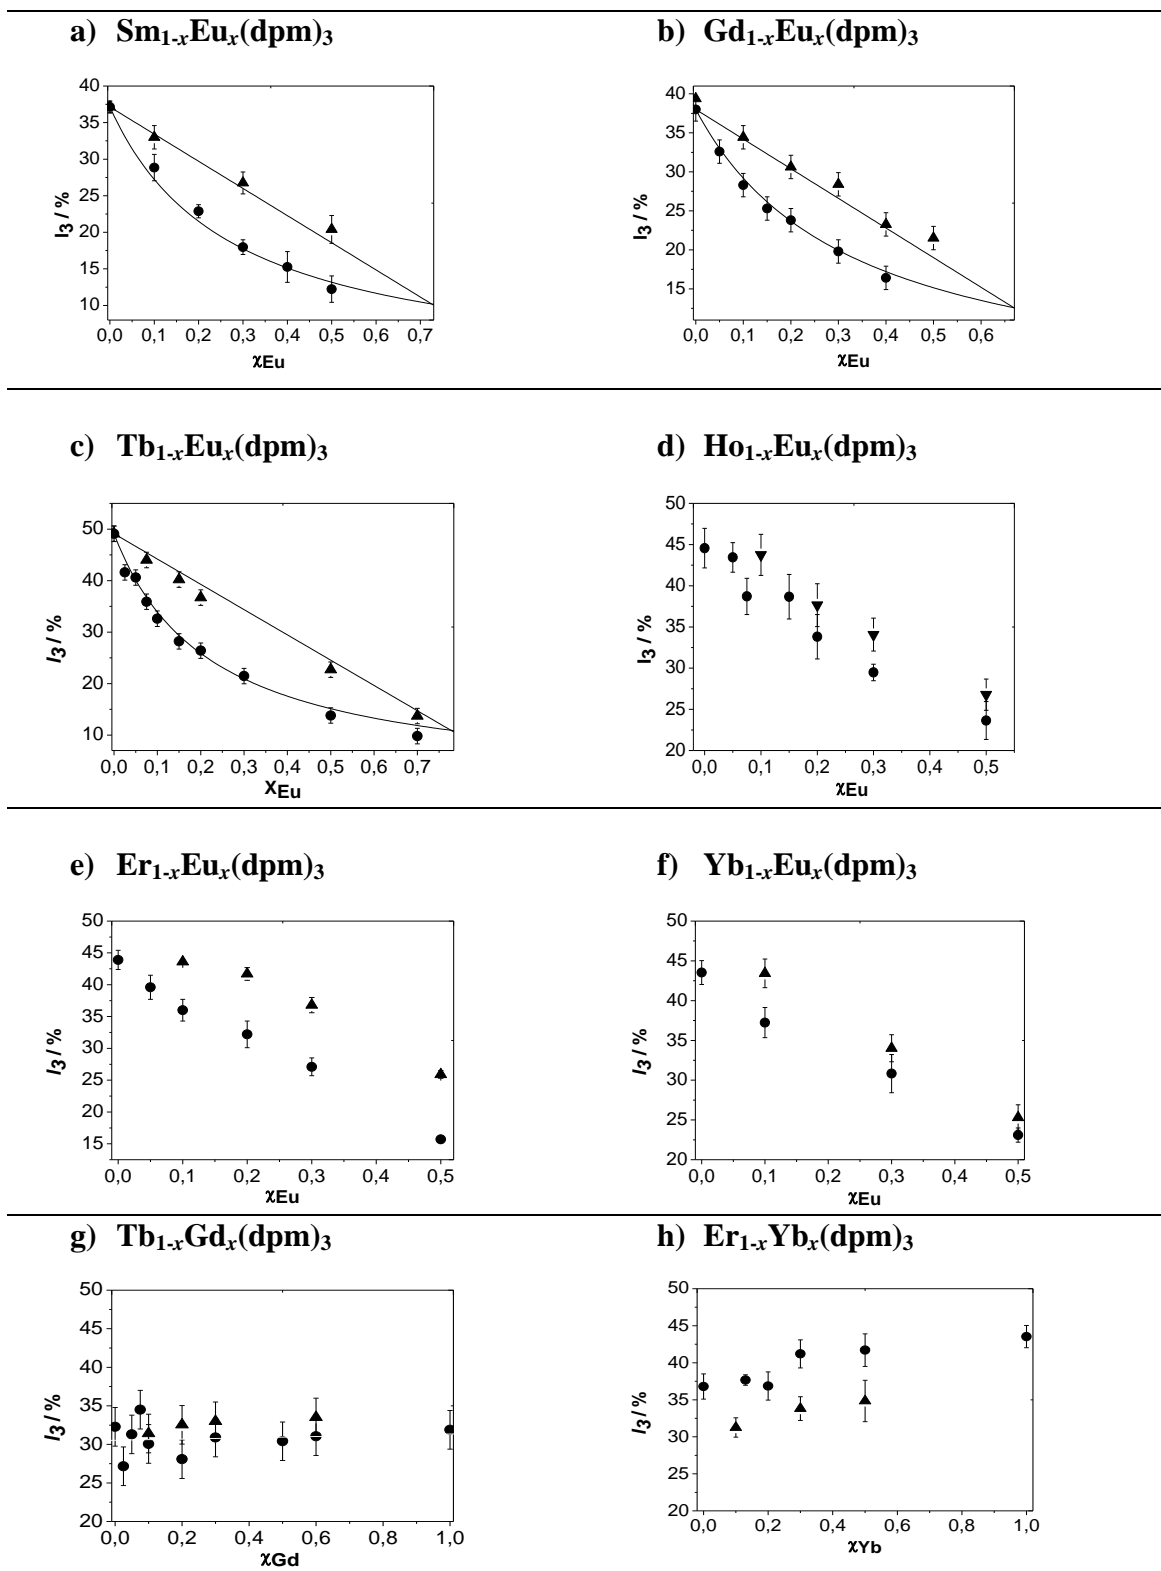 a) Sm1-xEux(dpm)3
b) Gd1-xEux(dpm)3
40
35
30
25
20
15
10
I3 / %
0,0 0,1 0,2 0,3 0,4 0,5 0,6 0,7
χEu
40
35
30
25
20
15
I3 / %
0,0 0,1 0,2 0,3 0,4 0,5 0,6
χEu
c) Tb1-xEux(dpm)3
d) Ho1-xEux(dpm)3
50
40
30
20
10
I3 / %
0,0 0,1 0,2 0,3 0,4 0,5 0,6 0,7
XEu
50
45
40
35
30
25
20
I3 / %
0,0 0,1 0,2 0,3 0,4 0,5
χEu
e) Er1-xEux(dpm)3
f) Yb1-xEux(dpm)3
50
45
40
35
30
25
20
15
I3 / %
0,0 0,1 0,2 0,3 0,4 0,5
χEu
50
45
40
35
30
25
20
I3 / %
0,0 0,1 0,2 0,3 0,4 0,5
χEu
g) Tb1-xGdx(dpm)3
h) Er1-xYbx(dpm)3
50
45
40
35
30
25
20
I3 / %
0,0 0,2 0,4 0,6 0,8 1,0
χGd
50
45
40
35
30
25
20
I3 / %
0,0 0,2 0,4 0,6 0,8 1,0
χYb